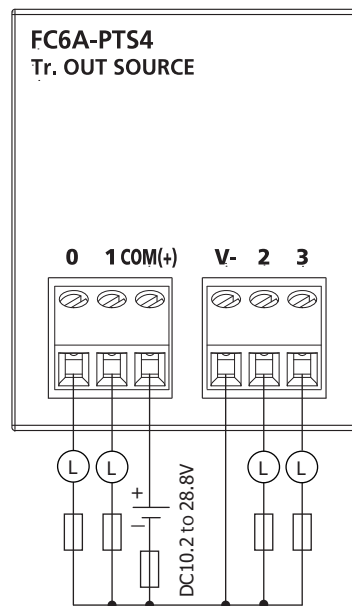 FC6A-PTS4
Tr. OUT SOURCE
0 1 COM(+) V- 2 3
L L L L
+
−
DC10.2 to 28.8V